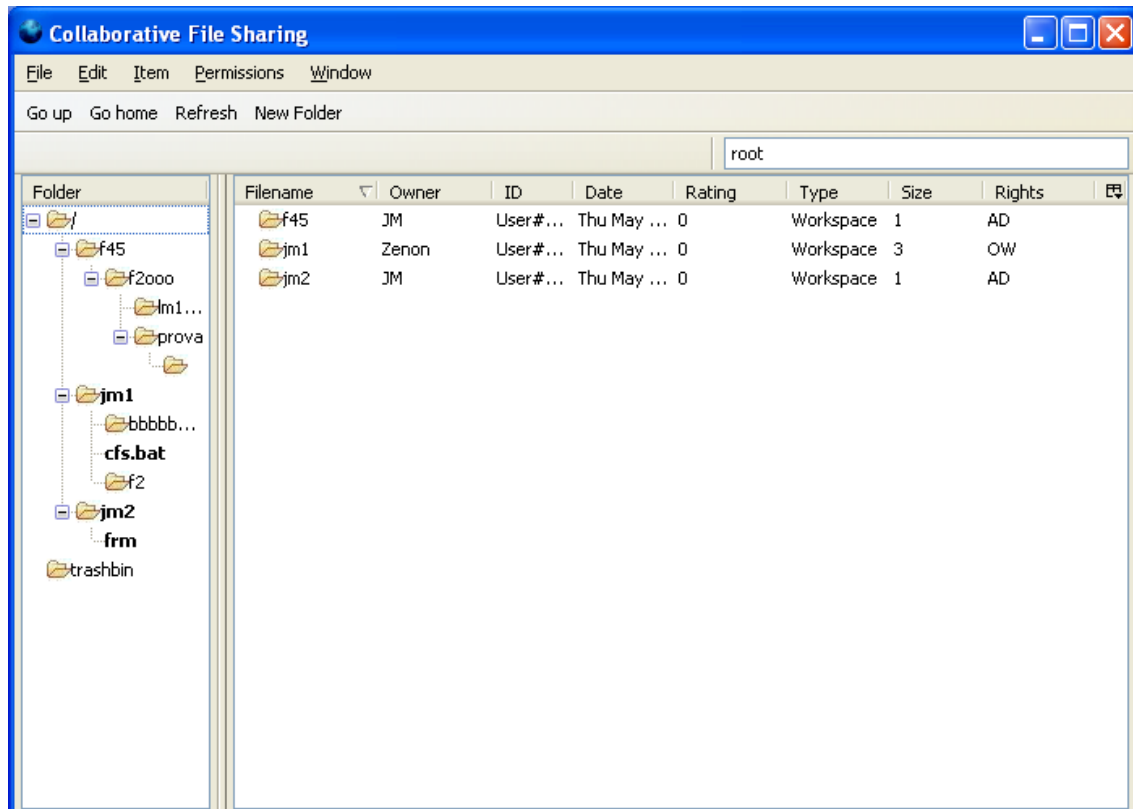 Collaborative File Sharing
File Edit Item Permissions Window
Go up Go home Refresh New Folder
root
Folder
/
f45
f2ooo
lm1...
prova
jm1
bbbbb...
cfs.bat
f2
jm2
frm
trashbin
Filename Owner ID Date Rating Type Size Rights
f45 JM User#... Thu May ... 0 Workspace 1 AD
jm1 Zenon User#... Thu May ... 0 Workspace 3 OW
jm2 JM User#... Thu May ... 0 Workspace 1 AD